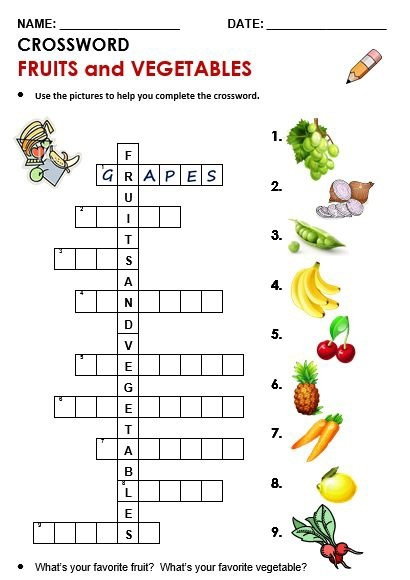 NAME: ________________ DATE: ________________
CROSSWORD
FRUITS and VEGETABLES
• Use the pictures to help you complete the crossword.
1.
F
1 G R A P E S
U
2.
2 I
T
3.
3 S
A
4.
4 N
D
5.
V
5 E
G
6.
6 E
T
7.
7 A
B
8.
8 L
E
9.
9 S
• What's your favorite fruit? What's your favorite vegetable?